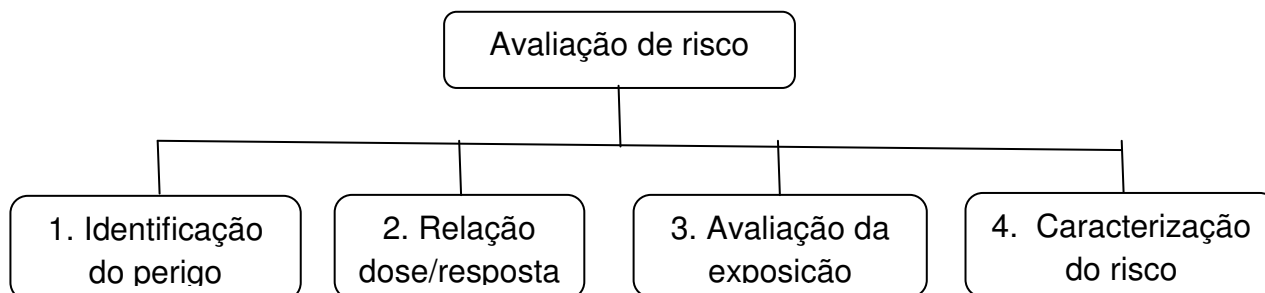 Avaliação de risco
1. Identificação
do perigo
2. Relação
dose/resposta
3. Avaliação da
exposição
4. Caracterização
do risco